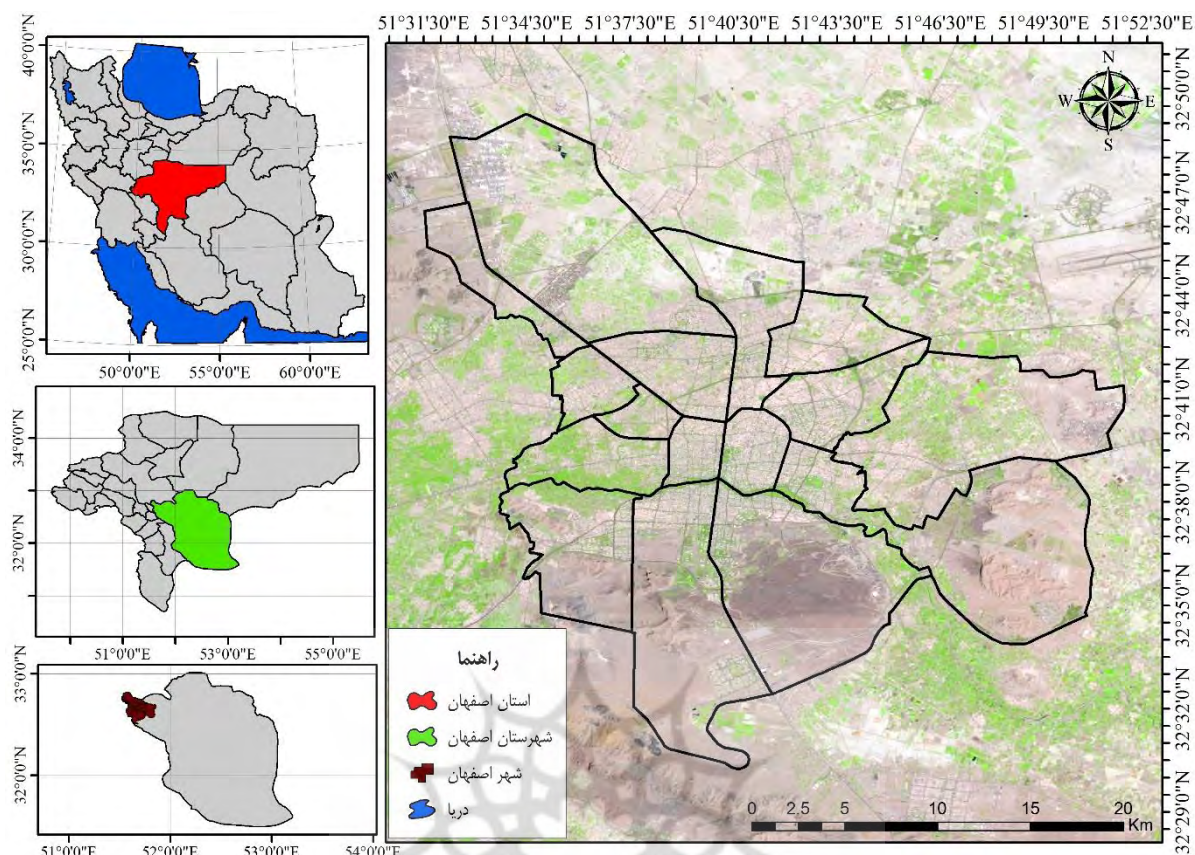 40°0'0"N
35°0'0"N
30°0'0"N
25°0'0"N
50°0'0"E 55°0'0"E 60°0'0"E
34°0'0"N
32°0'0"N
51°0'0"E 53°0'0"E 55°0'0"E
33°0'0"N
32°0'0"N
51°0'0"E 52°0'0"E 53°0'0"E 54°0'0"E
51°31'30"E 51°34'30"E 51°37'30"E 51°40'30"E 51°43'30"E 51°46'30"E 51°49'30"E 51°52'30"E
N
W E
S
32°50'0"N
32°47'0"N
32°44'0"N
32°41'0"N
32°38'0"N
32°35'0"N
32°32'0"N
32°29'0"N
راهنما
استان اصفهان
شهرستان اصفهان
شهر اصفهان
دریا
0 2.5 5 10 15 20
Km